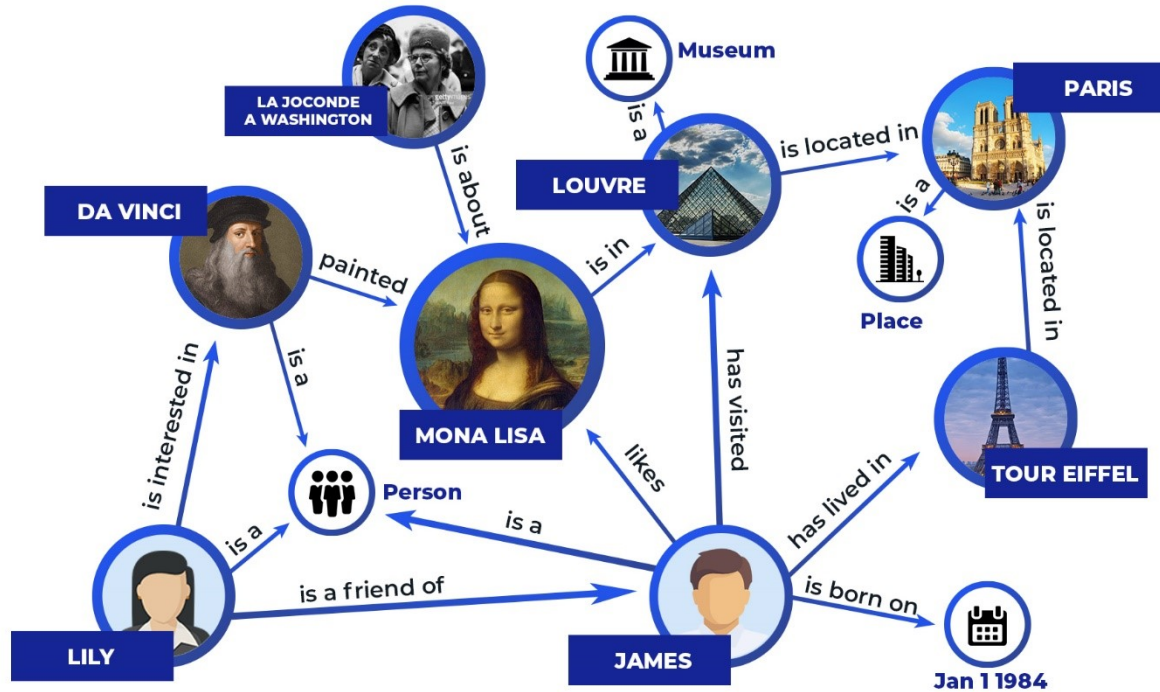 Museum
PARIS
LA JOCONDE
A WASHINGTON
gettyimages
is a
is located in
is about
LOUVRE
is a
DA VINCI
is located in
painted
is in
Place
is a
has visited
is interested in
MONA LISA
likes
TOUR EIFFEL
Person
has lived in
is a
is a
is a friend of
is born on
LILY
JAMES
Jan 1 1984